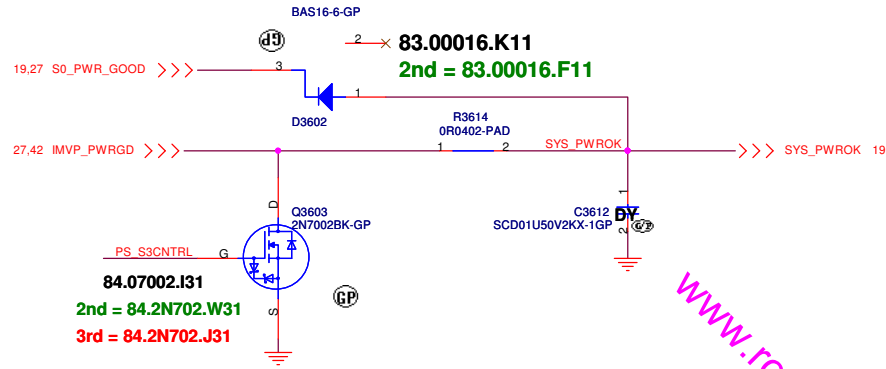 BAS16-6-GP
GP
2
83.00016.K11
2nd = 83.00016.F11
19,27 S0_PWR_GOOD
3
1
D3602
R3614
0R0402-PAD
27,42 IMVP_PWRGD
1
2
SYS_PWROK
SYS_PWROK 19
D
Q3603
2N7002BK-GP
1
C3612
DY
SCD01U50V2KX-1GP
2
G/P
PS_S3CNTRL
G
84.07002.I31
2nd = 84.2N702.W31
3rd = 84.2N702.J31
GP
S
www.rc